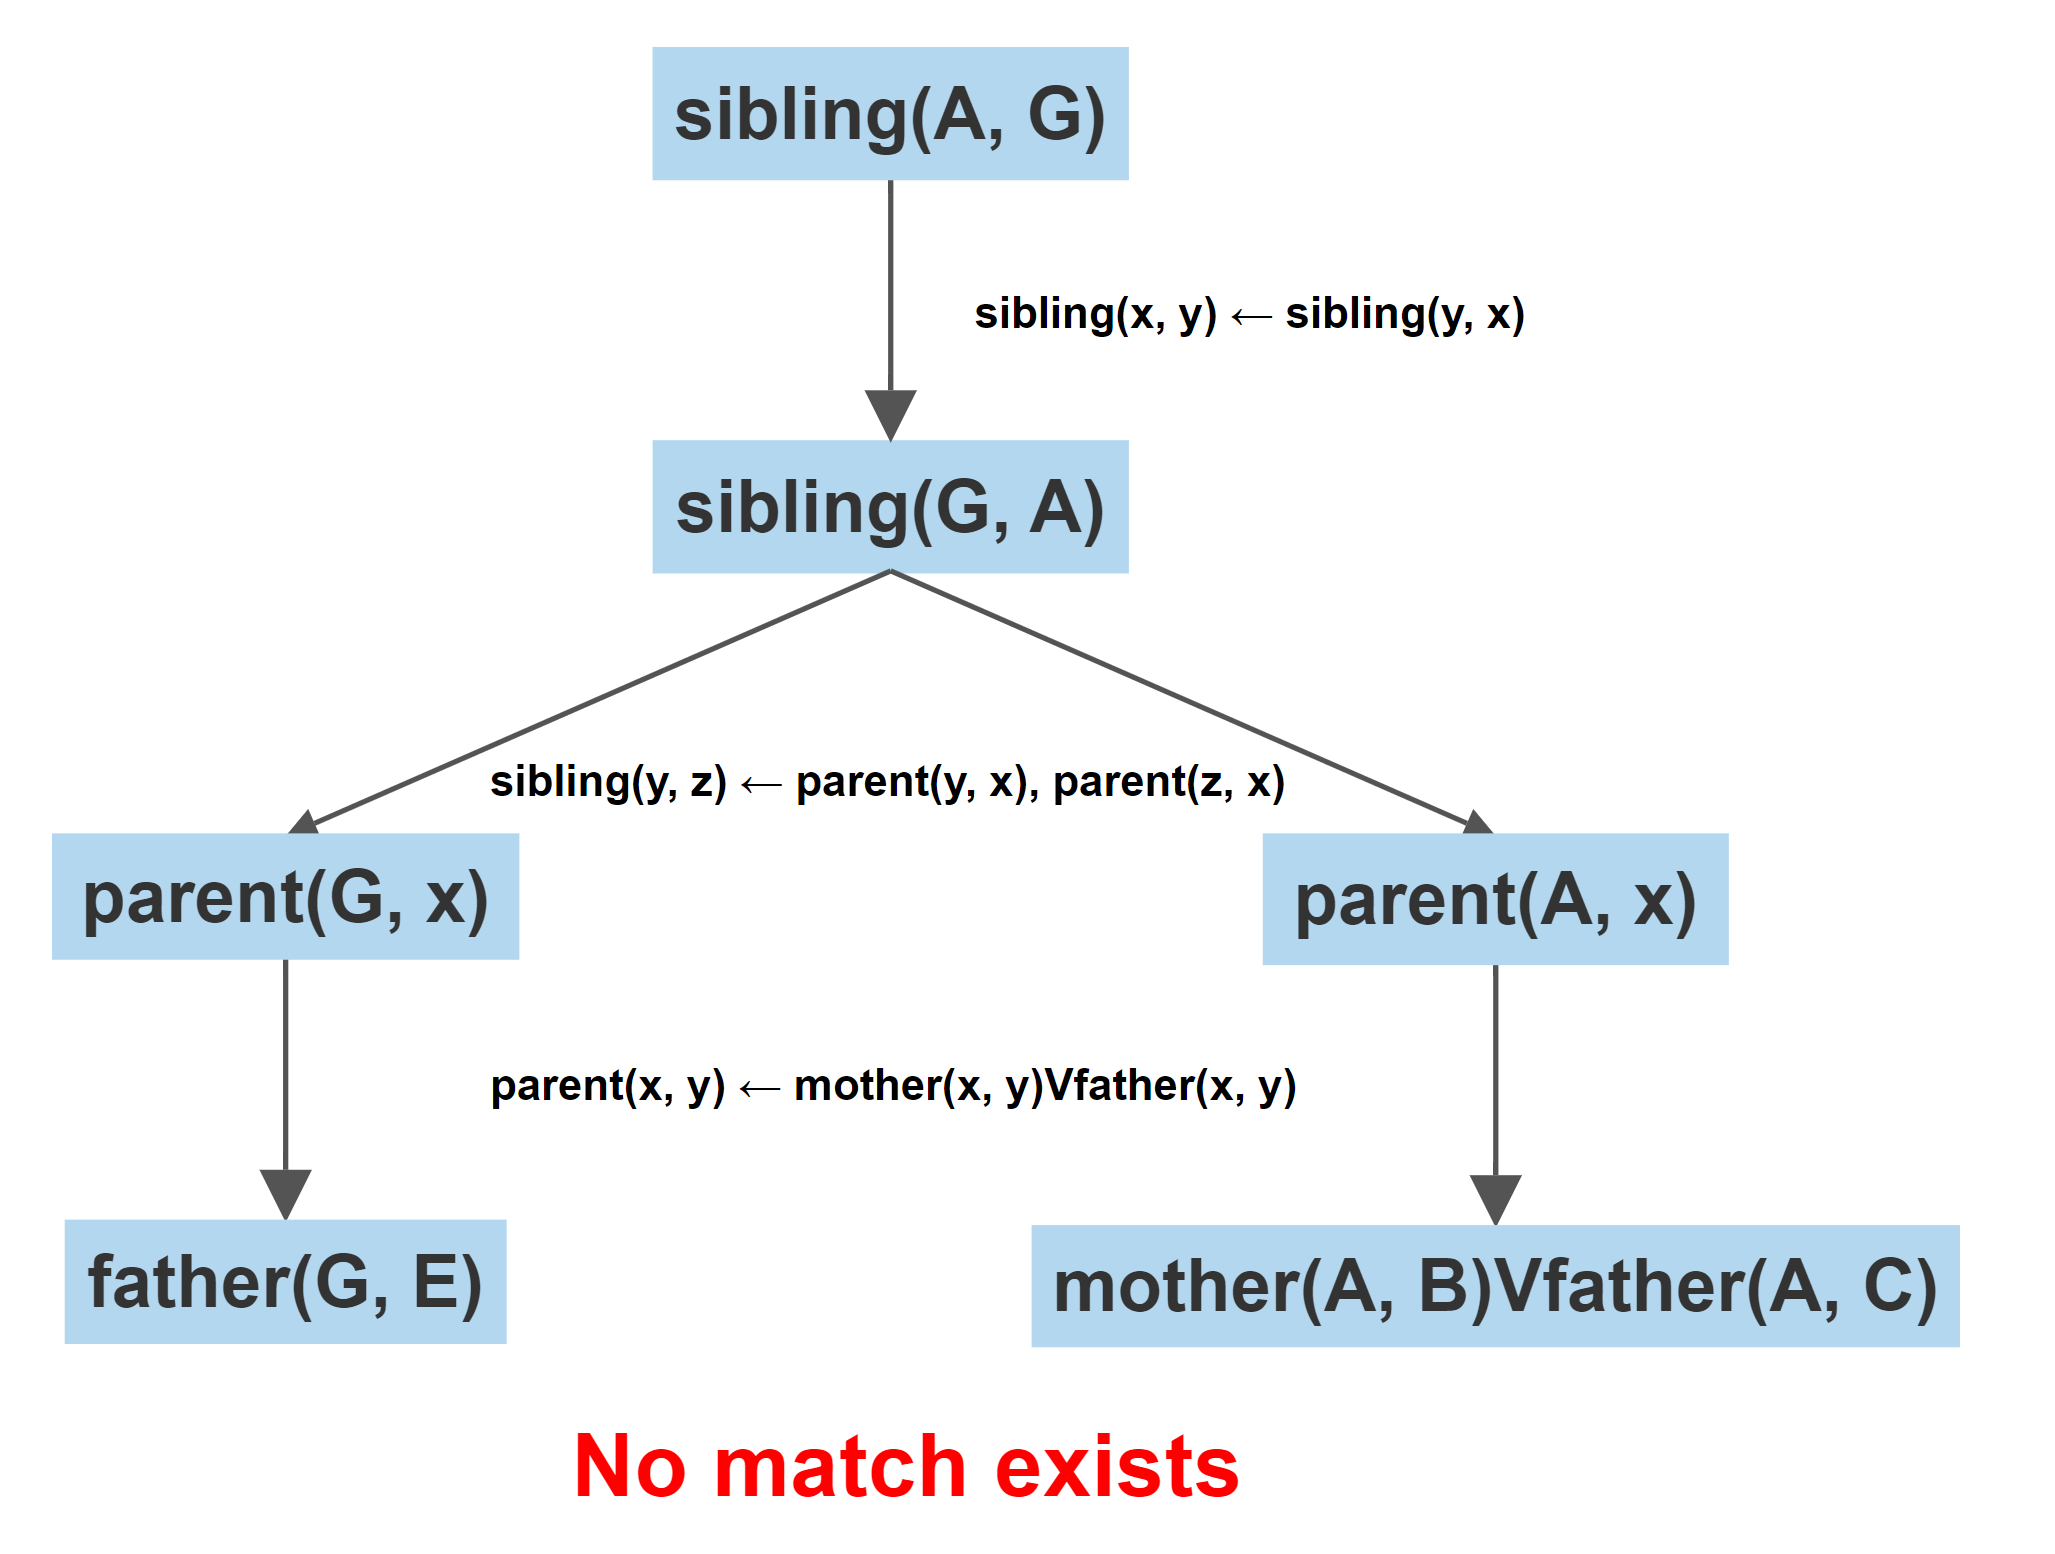 sibling(A, G)
sibling(x, y) ← sibling(y, x)
sibling(G, A)
sibling(y, z) ← parent(y, x), parent(z, x)
parent(G, x)
parent(A, x)
parent(x, y) ← mother(x, y)Vfather(x, y)
father(G, E)
mother(A, B)Vfather(A, C)
No match exists